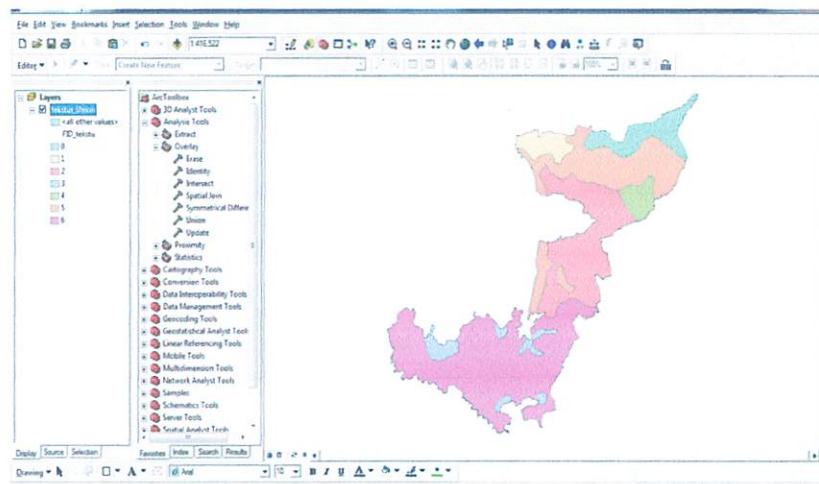 File Edit View Bookmarks Insert Selection Tools Window Help
1:416,522
Editor Create New Feature 100%
Layers
tekstur_Union
<all other values>
FID_tekstu
0
1
2
3
4
5
6
ArcToolbox
3D Analyst Tools
Analysis Tools
Extract
Overlay
Erase
Identity
Intersect
Spatial Join
Symmetrical Differe
Union
Update
Proximity
Statistics
Cartography Tools
Conversion Tools
Data Interoperability Tools
Data Management Tools
Geocoding Tools
Geostatistical Analyst Tools
Linear Referencing Tools
Mobile Tools
Multidimension Tools
Network Analyst Tools
Samples
Schematics Tools
Server Tools
Spatial Analyst Tools
Display Source Selection
Favorites Index Search Results
Drawing A Arial 10 B I U A